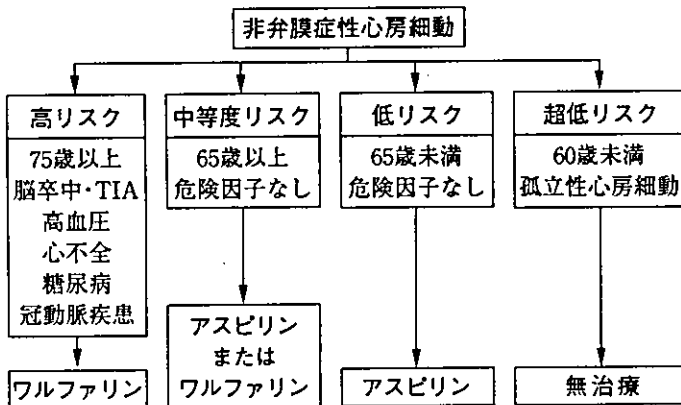 非弁膜症性心房細動
高リスク
75歳以上
脳卒中・TIA
高血圧
心不全
糖尿病
冠動脈疾患
ワルファリン
中等度リスク
65歳以上
危険因子なし
アスピリン
または
ワルファリン
低リスク
65歳未満
危険因子なし
アスピリン
超低リスク
60歳未満
孤立性心房細動
無治療